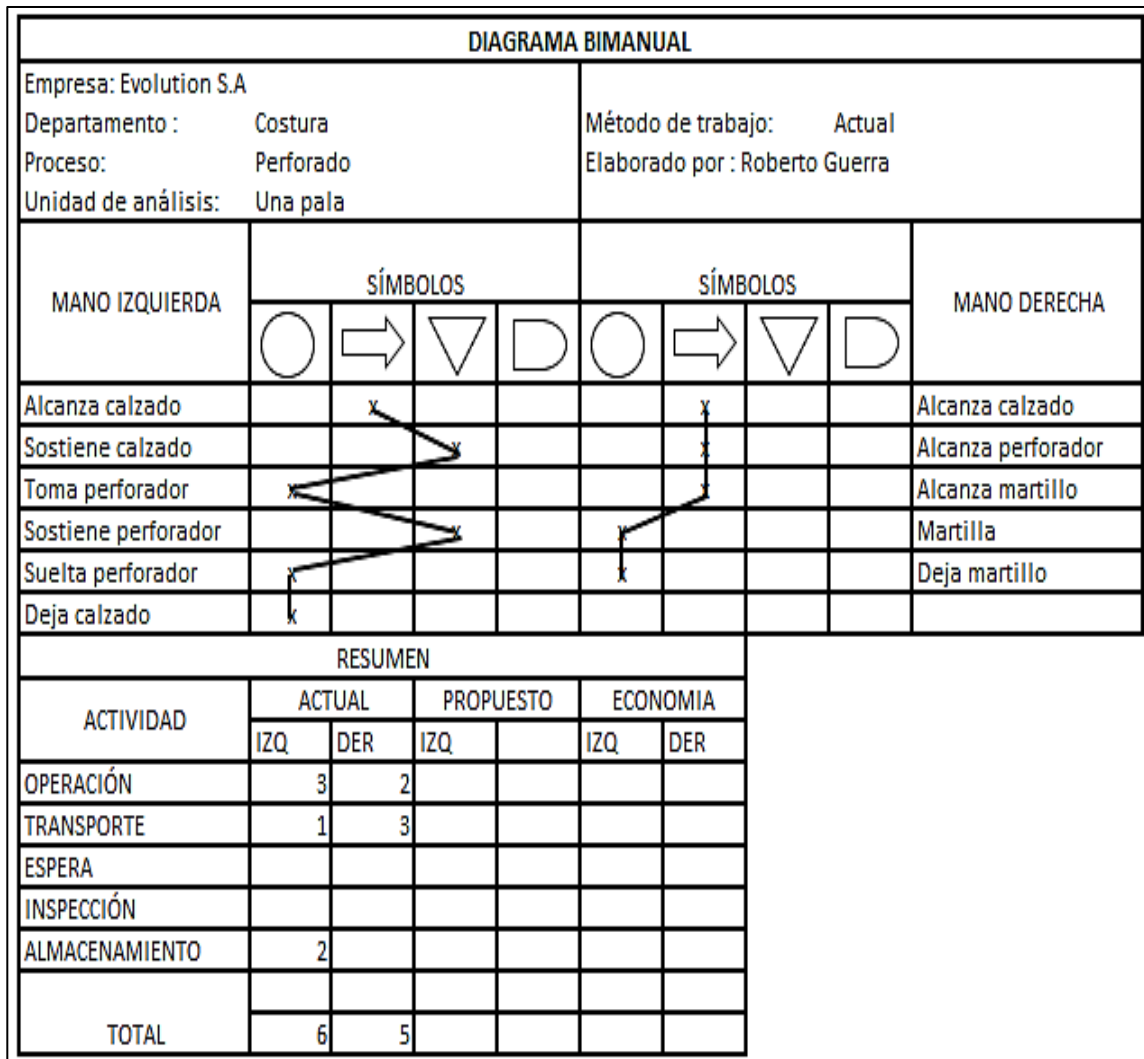 DIAGRAMA BIMANUAL
Empresa: Evolution S.A
Departamento : Costura Método de trabajo: Actual
Proceso: Perforado Elaborado por : Roberto Guerra
Unidad de análisis: Una pala
MANO IZQUIERDA SÍMBOLOS SÍMBOLOS MANO DERECHA
Alcanza calzado x x Alcanza calzado
Sostiene calzado x x Alcanza perforador
Toma perforador x x Alcanza martillo
Sostiene perforador x x Martilla
Suelta perforador x x Deja martillo
Deja calzado x
RESUMEN
ACTIVIDAD ACTUAL PROPUESTO ECONOMIA
IZQ DER IZQ IZQ DER
OPERACIÓN 3 2
TRANSPORTE 1 3
ESPERA
INSPECCIÓN
ALMACENAMIENTO 2
TOTAL 6 5